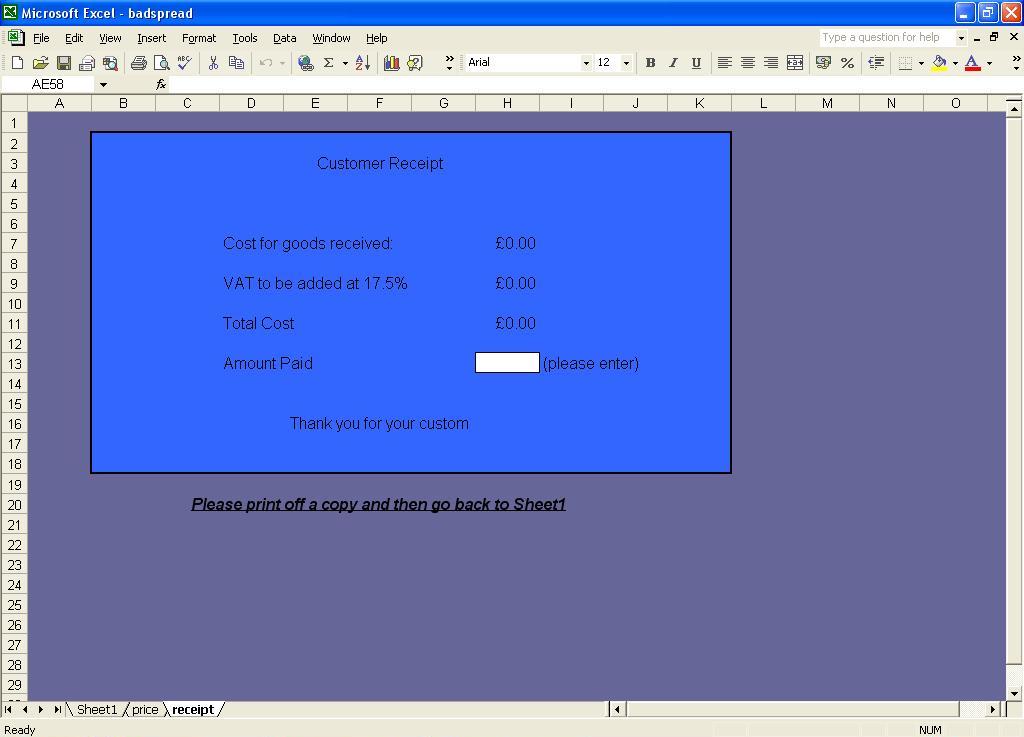 Microsoft Excel - badspread
File Edit View Insert Format Tools Data Window Help
Type a question for help
Arial 12 B I U %
AE58 fx
A B C D E F G H I J K L M N O
1
2
3 Customer Receipt
4
5
6
7 Cost for goods received: £0.00
8
9 VAT to be added at 17.5% £0.00
10
11 Total Cost £0.00
12
13 Amount Paid (please enter)
14
15
16 Thank you for your custom
17
18
19
20 Please print off a copy and then go back to Sheet1
21
22
23
24
25
26
27
28
29
Sheet1 price receipt
Ready NUM